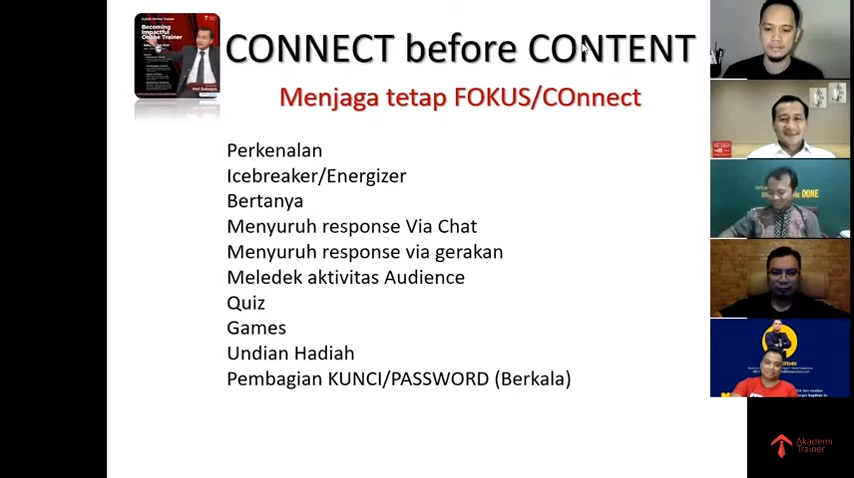 Becoming
Impactful
Online Trainer
CONNECT before CONTENT
Menjaga tetap FOKUS/COnnect
Perkenalan
Icebreaker/Energizer
Bertanya
Menyuruh response Via Chat
Menyuruh response via gerakan
Meledek aktivitas Audience
Quiz
Games
Undian Hadiah
Pembagian KUNCI/PASSWORD (Berkala)
DONE
Akademi
Trainer